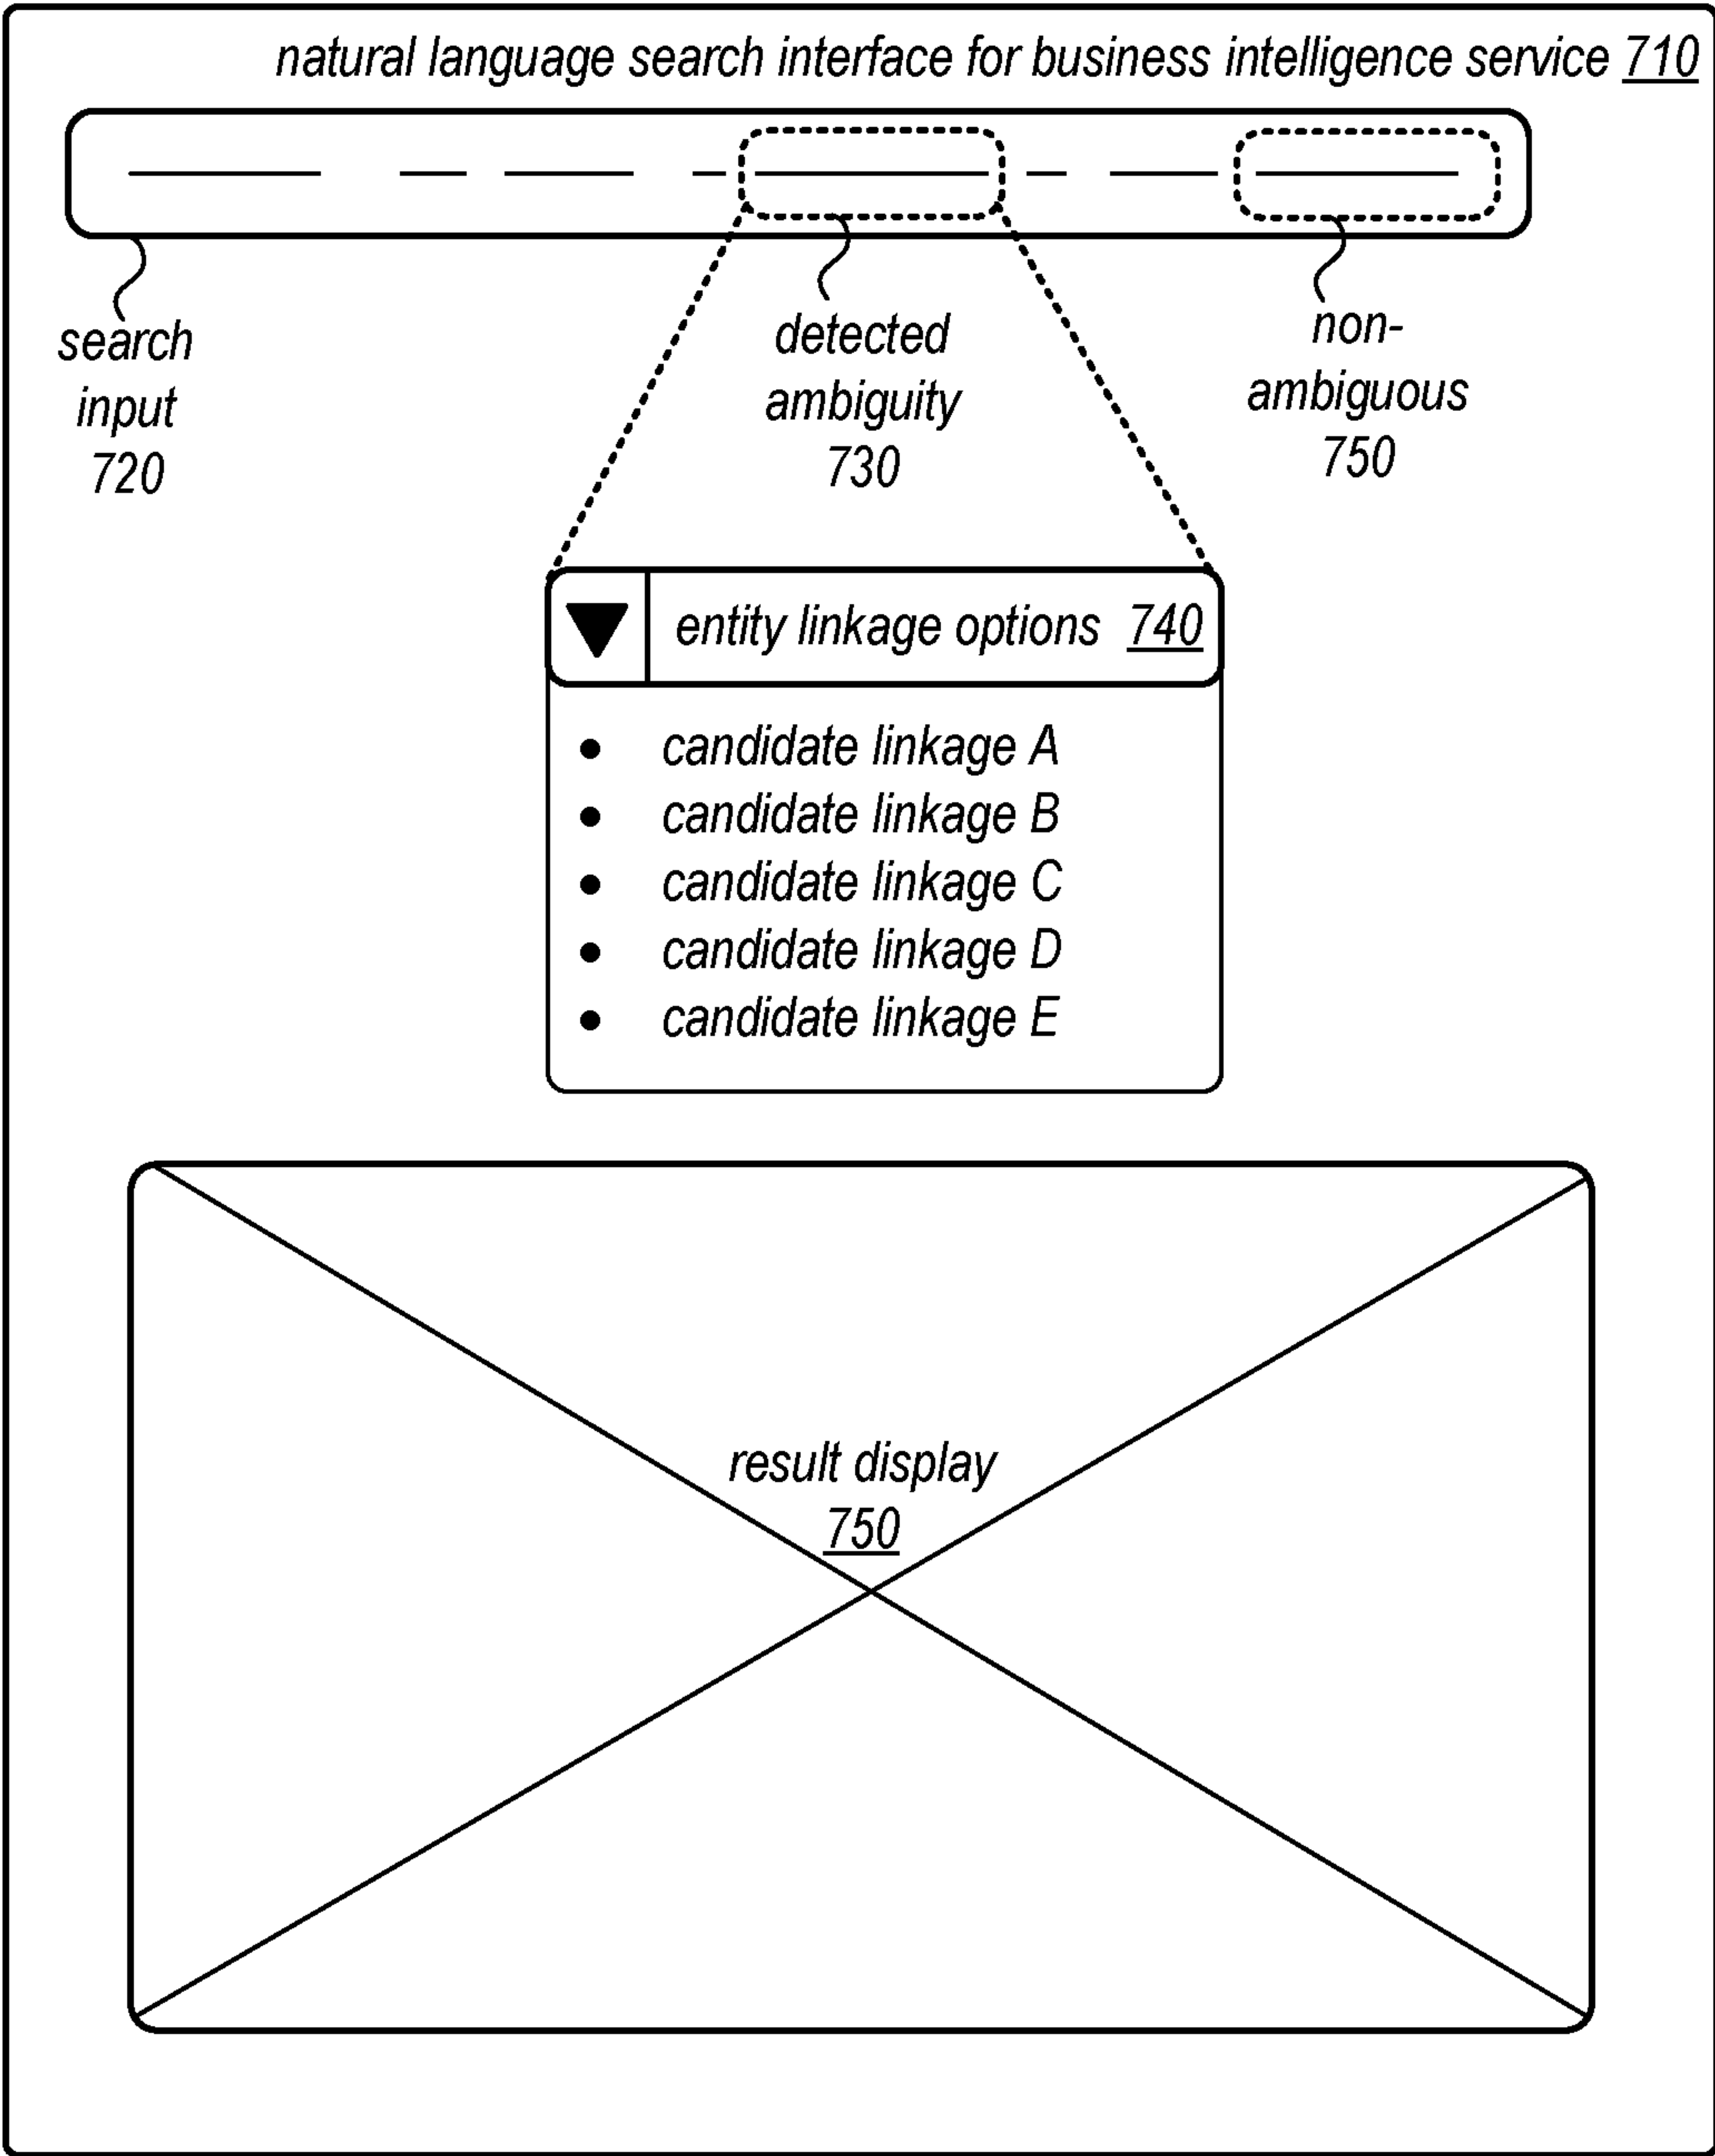 natural language search interface for business intelligence service 710
search
input
720
detected
ambiguity
730
non-
ambiguous
750
entity linkage options 740
• candidate linkage A
• candidate linkage B
• candidate linkage C
• candidate linkage D
• candidate linkage E
result display
750